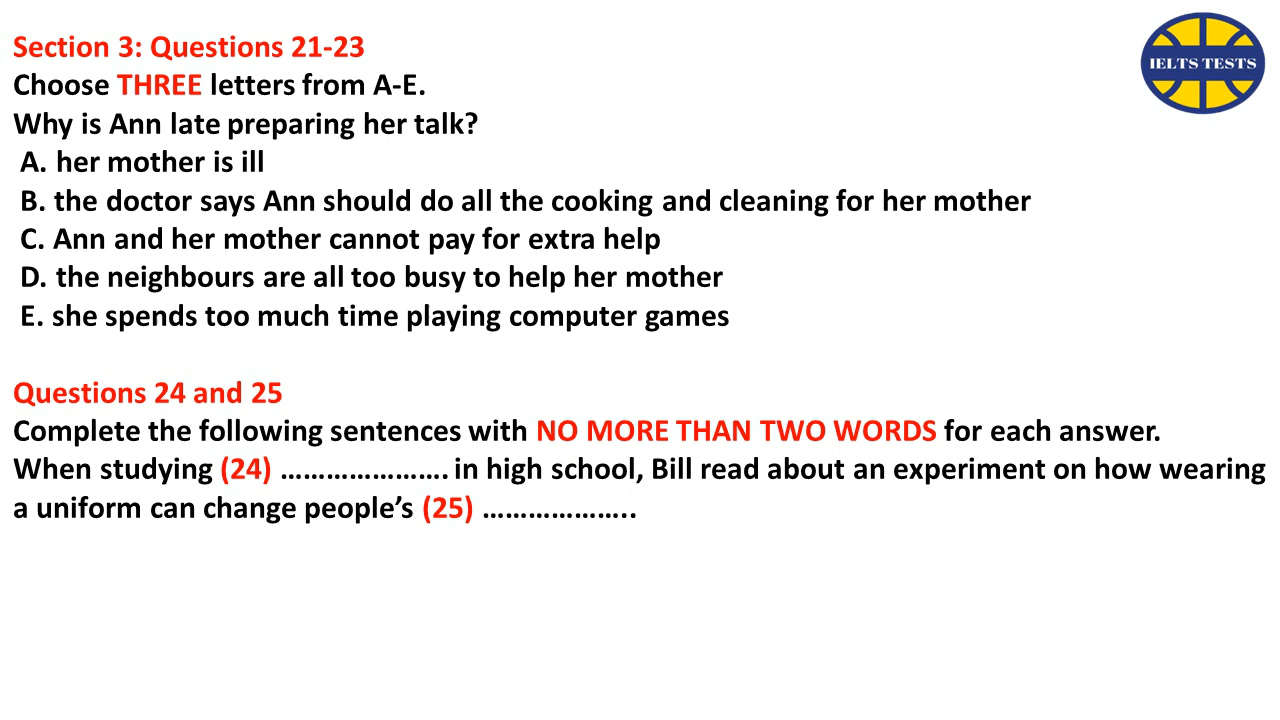 Section 3: Questions 21-23
IELTS TESTS
Choose THREE letters from A-E.
Why is Ann late preparing her talk?
A. her mother is ill
B. the doctor says Ann should do all the cooking and cleaning for her mother
C. Ann and her mother cannot pay for extra help
D. the neighbours are all too busy to help her mother
E. she spends too much time playing computer games
Questions 24 and 25
Complete the following sentences with NO MORE THAN TWO WORDS for each answer.
When studying (24) …………………. in high school, Bill read about an experiment on how wearing
a uniform can change people’s (25) ………………..